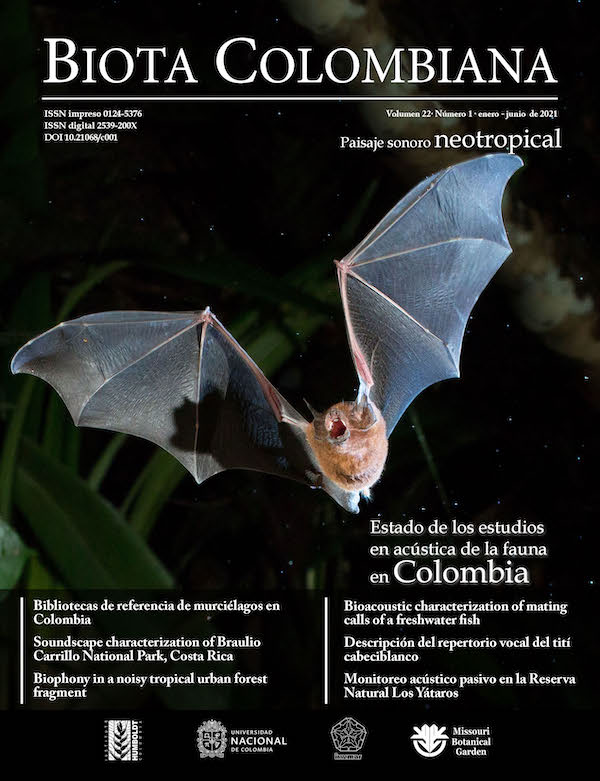 BIOTA COLOMBIANA
ISSN impreso 0124-5376
ISSN digital 2539-200X
DOI 10.21068/c001
Volumen 22· Número 1 · enero - junio de 2021
Paisaje sonoro neotropical
Estado de los estudios
en acústica de la fauna
en Colombia
Bibliotecas de referencia de murciélagos en
Colombia
Soundscape characterization of Braulio
Carrillo National Park, Costa Rica
Biophony in a noisy tropical urban forest
fragment
Bioacoustic characterization of mating
calls of a freshwater fish
Descripción del repertorio vocal del tití
cabeciblanco
Monitoreo acústico pasivo en la Reserva
Natural Los Yátaros
HUMBOLDT
UNIVERSIDAD
NACIONAL
DE COLOMBIA
Missouri
Botanical
Garden